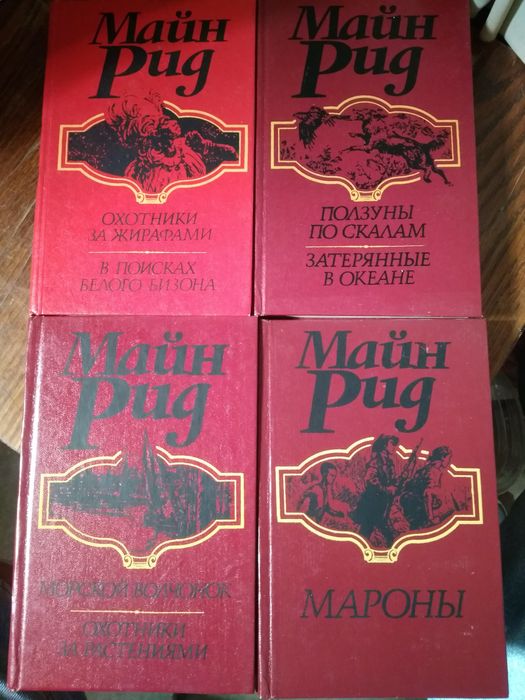 Майн
Рид
ОХОТНИКИ
ЗА ЖИРАФАМИ
В ПОИСКАХ
БЕЛОГО БИЗОНА
Майн
Рид
ПОЛЗУНЫ
ПО СКАЛАМ
ЗАТЕРЯННЫЕ
В ОКЕАНЕ
Майн
Рид
МОРСКОЙ ВОЛЧОНОК
ОХОТНИКИ
ЗА РАСТЕНИЯМИ
Майн
Рид
МАРОНЫ